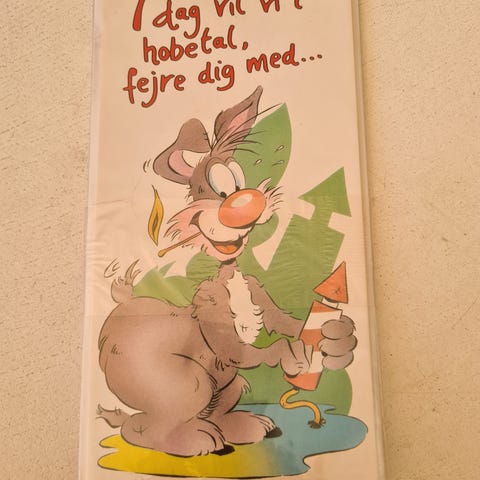 I dag vil vi i
hobetal,
fejre dig med...